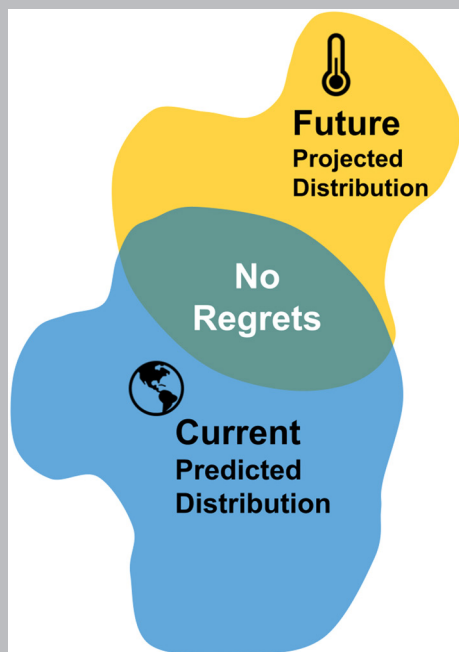 Future
Projected
Distribution
No
Regrets
Current
Predicted
Distribution